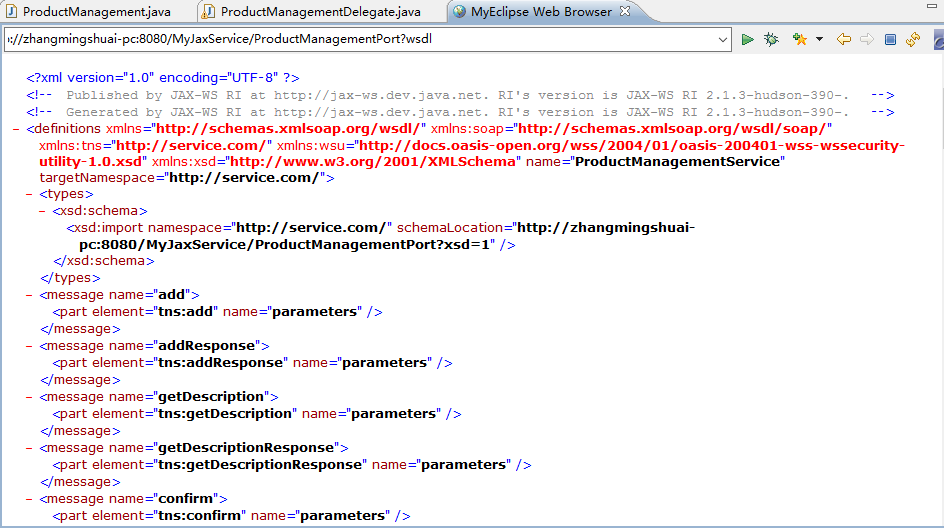 ProductManagement.java ProductManagementDelegate.java MyEclipse Web Browser
://zhangmingshuai-pc:8080/MyJaxService/ProductManagementPort?wsdl
<?xml version="1.0" encoding="UTF-8" ?>
<!-- Published by JAX-WS RI at http://jax-ws.dev.java.net. RI's version is JAX-WS RI 2.1.3-hudson-390-. -->
<!-- Generated by JAX-WS RI at http://jax-ws.dev.java.net. RI's version is JAX-WS RI 2.1.3-hudson-390-. -->
- <definitions xmlns="http://schemas.xmlsoap.org/wsdl/" xmlns:soap="http://schemas.xmlsoap.org/wsdl/soap/"
xmlns:tns="http://service.com/" xmlns:wsu="http://docs.oasis-open.org/wss/2004/01/oasis-200401-wss-wssecurity-
utility-1.0.xsd" xmlns:xsd="http://www.w3.org/2001/XMLSchema" name="ProductManagementService"
targetNamespace="http://service.com/">
- <types>
- <xsd:schema>
<xsd:import namespace="http://service.com/" schemaLocation="http://zhangmingshuai-
pc:8080/MyJaxService/ProductManagementPort?xsd=1" />
</xsd:schema>
</types>
- <message name="add">
<part element="tns:add" name="parameters" />
</message>
- <message name="addResponse">
<part element="tns:addResponse" name="parameters" />
</message>
- <message name="getDescription">
<part element="tns:getDescription" name="parameters" />
</message>
- <message name="getDescriptionResponse">
<part element="tns:getDescriptionResponse" name="parameters" />
</message>
- <message name="confirm">
<part element="tns:confirm" name="parameters" />